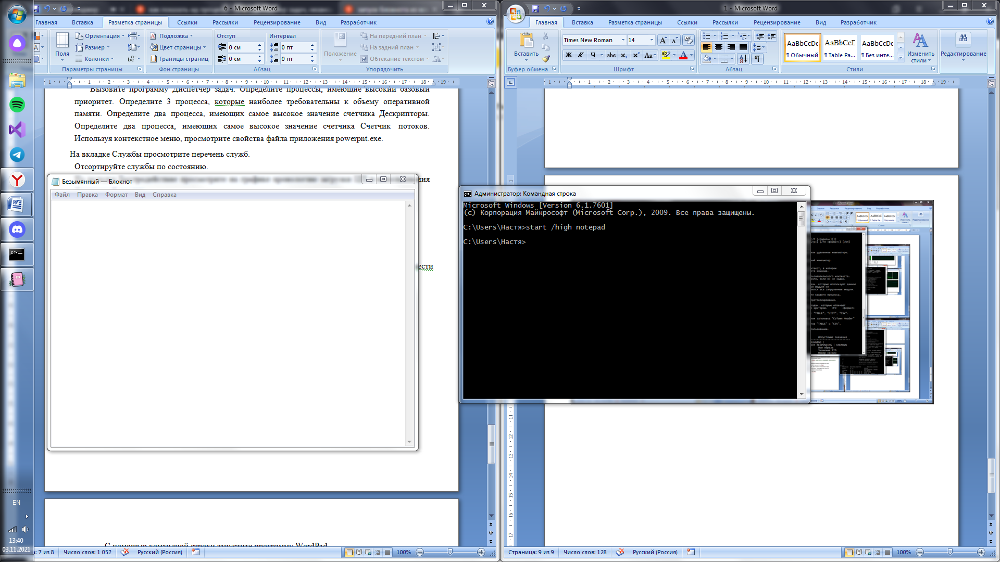 6 - Microsoft Word
Главная Вставка Разметка страницы Ссылки Рассылки Рецензирование Вид Разработчик
Поля
Ориентация
Размер
Колонки
Параметры страницы
Подложка
Цвет страницы
Границы страниц
Фон страницы
Отступ Интервал
0 см 0 пт
0 см 0 пт
Абзац
Положение
На передний план
На задний план
Обтекание текстом
Упорядочить
Вызовите программу Диспетчер задач. Определите процессы, имеющие высокий базовый
приоритет. Определите 3 процесса, которые наиболее требовательны к объему оперативной
памяти. Определите два процесса, имеющих самое высокое значение счетчика Дескрипторы.
Определите два процесса, имеющих самое высокое значение счетчика Счетчик потоков.
Используя контекстное меню, просмотрите свойства файла приложения powerpnt.exe.
На вкладке Службы просмотрите перечень служб.
Отсортируйте службы по состоянию.
Безымянный — Блокнот
Файл Правка Формат Вид Справка
ести
С помощью командной строки запустите программу WordPad
EN
13:40
03.11.2021
: 7 из 8 Число слов: 1 052 Русский (Россия) 100%
1 - Microsoft Word
Главная Вставка Разметка страницы Ссылки Рассылки Рецензирование Вид Разработчик
Вставить
Буфер обмена
Times New Roman 14
Ж К Ч abc x₂ x² Aa
Шрифт
Абзац
AaBbCcDc AaBbCcI AaBbCcDc
¶ Обычный ¶ Table Pa... ¶ Без инте...
Изменить стили
Стили
Редактирование
Администратор: Командная строка
Microsoft Windows [Version 6.1.7601]
(c) Корпорация Майкрософт (Microsoft Corp.), 2009. Все права защищены.
C:\Users\Настя>start /high notepad
C:\Users\Настя>
Страница: 9 из 9 Число слов: 128 Русский (Россия) 100%